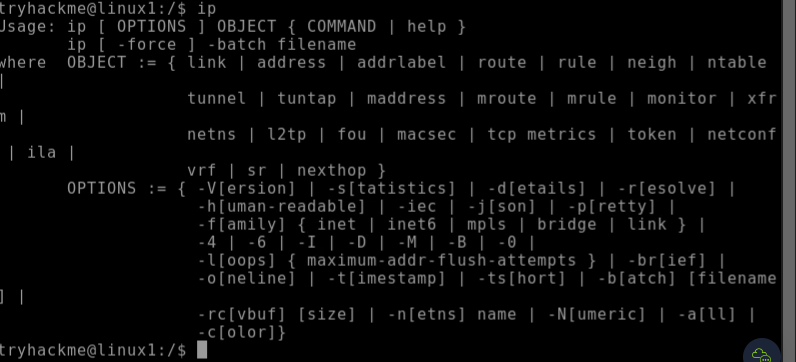 tryhackme@linux1:/$ ip
Usage: ip [ OPTIONS ] OBJECT { COMMAND | help }
ip [ -force ] -batch filename
where OBJECT := { link | address | addrlabel | route | rule | neigh | ntable
|
tunnel | tuntap | maddress | mroute | mrule | monitor | xfr
m |
netns | l2tp | fou | macsec | tcp metrics | token | netconf
| ila |
vrf | sr | nexthop }
OPTIONS := { -V[ersion] | -s[tatistics] | -d[etails] | -r[esolve] |
-h[uman-readable] | -iec | -j[son] | -p[retty] |
-f[amily] { inet | inet6 | mpls | bridge | link } |
-4 | -6 | -I | -D | -M | -B | -0 |
-l[oops] { maximum-addr-flush-attempts } | -br[ief] |
-o[neline] | -t[imestamp] | -ts[hort] | -b[atch] [filename
] |
-rc[vbuf] [size] | -n[etns] name | -N[umeric] | -a[ll] |
-c[olor]}
tryhackme@linux1:/$